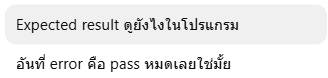 Expected result ดูยังไงในโปรแกรม
อันที่ error คือ pass หมดเลยใช่มั้ย